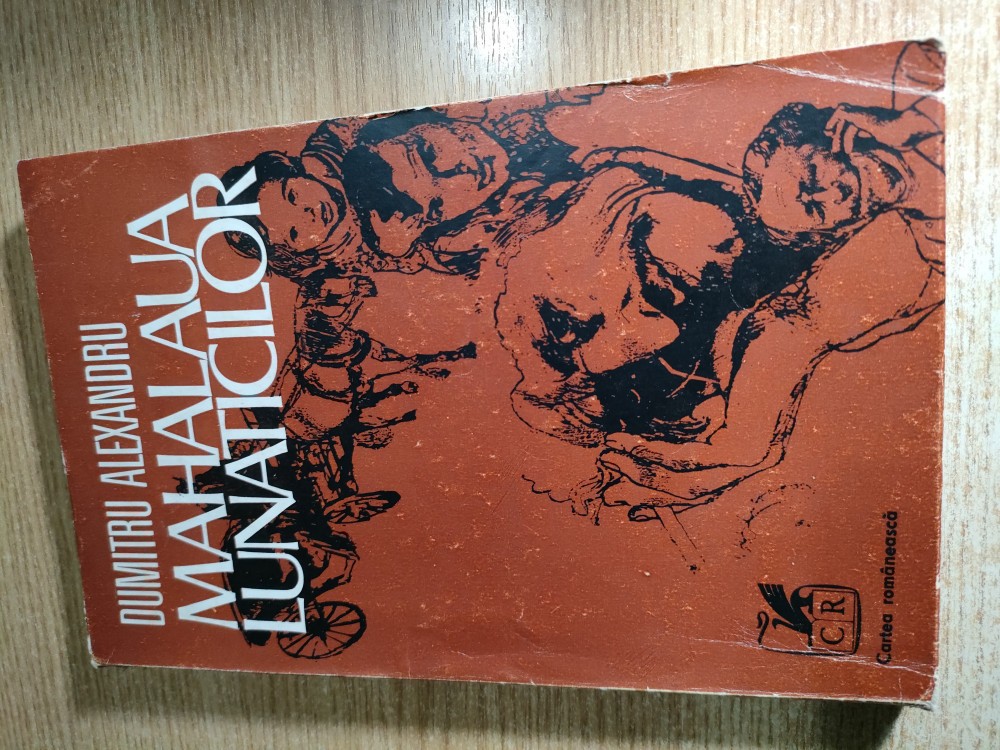 DUMITRU ALEXANDRU
MAHALAUA
LUNATICILOR
CR
Cartea românească